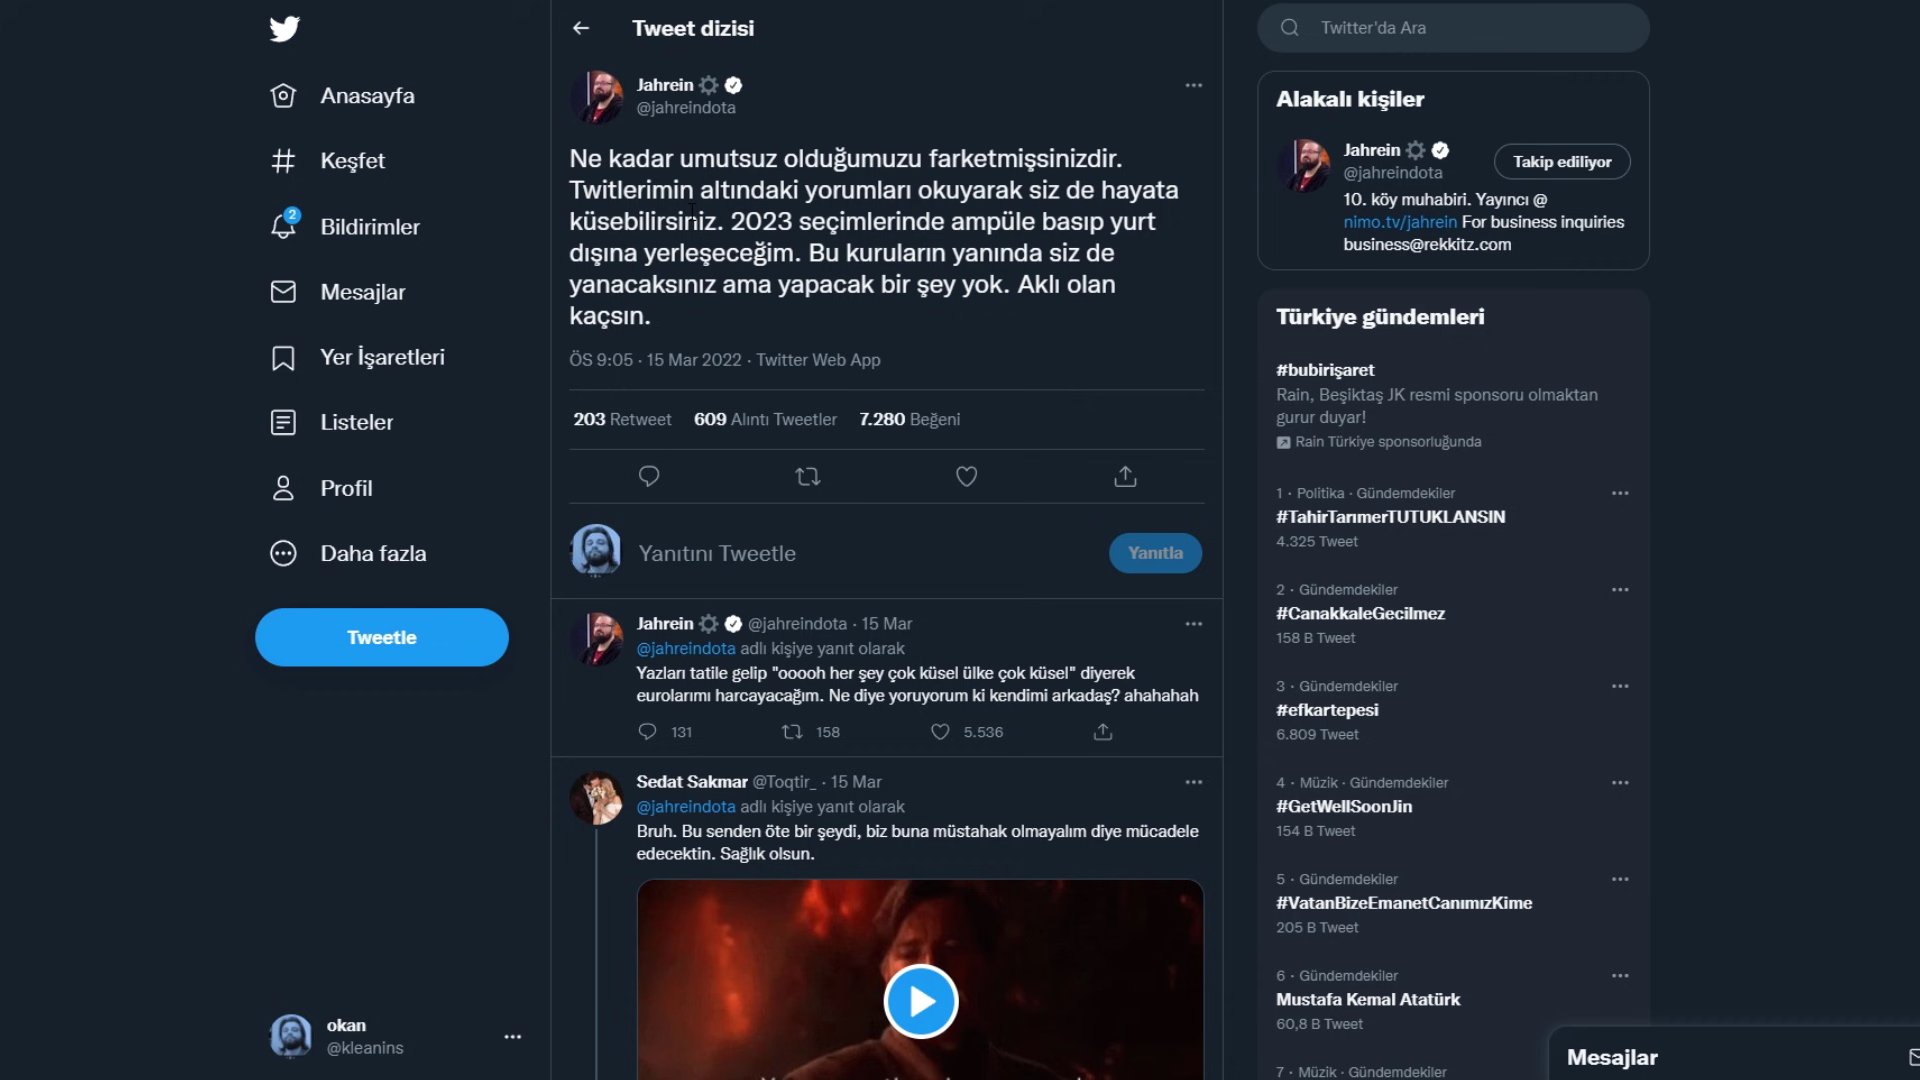 Anasayfa
Keşfet
2
Bildirimler
Mesajlar
Yer İşaretleri
Listeler
Profil
Daha fazla
Tweetle
okan
@kleanins
Tweet dizisi
Jahrein
@jahreindota
Ne kadar umutsuz olduğumuzu farketmişsinizdir.
Twitlerimin altındaki yorumları okuyarak siz de hayata
küsebilirsiniz. 2023 seçimlerinde ampüle basıp yurt
dışına yerleşeceğim. Bu kuruların yanında siz de
yanacaksınız ama yapacak bir şey yok. Aklı olan
kaçsın.
ÖS 9:05 · 15 Mar 2022 · Twitter Web App
203 Retweet 609 Alıntı Tweetler 7.280 Beğeni
Yanıtını Tweetle
Yanıtla
Jahrein @jahreindota · 15 Mar
@jahreindota adlı kişiye yanıt olarak
Yazları tatile gelip "ooooh her şey çok küsel ülke çok küsel" diyerek
eurolarımı harcayacağım. Ne diye yoruyorum ki kendimi arkadaş? ahahahah
131 158 5.536
Sedat Sakmar @Toqtir_ · 15 Mar
@jahreindota adlı kişiye yanıt olarak
Bruh. Bu senden öte bir şeydi, biz buna müstahak olmayalım diye mücadele
edecektin. Sağlık olsun.
Twitter'da Ara
Alakalı kişiler
Jahrein
@jahreindota
Takip ediliyor
10. köy muhabiri. Yayıncı @
nimo.tv/jahrein For business inquiries
business@rekkitz.com
Türkiye gündemleri
#bubirişaret
Rain, Beşiktaş JK resmi sponsoru olmaktan
gurur duyar!
Rain Türkiye sponsorluğunda
1 · Politika · Gündemdekiler
#TahirTarımerTUTUKLANSIN
4.325 Tweet
2 · Gündemdekiler
#CanakkaleGecilmez
158 B Tweet
3 · Gündemdekiler
#efkartepesi
6.809 Tweet
4 · Müzik · Gündemdekiler
#GetWellSoonJin
154 B Tweet
5 · Gündemdekiler
#VatanBizeEmanetCanımızKime
205 B Tweet
6 · Gündemdekiler
Mustafa Kemal Atatürk
60,8 B Tweet
7 · Müzik · Gündemdekiler
Mesajlar